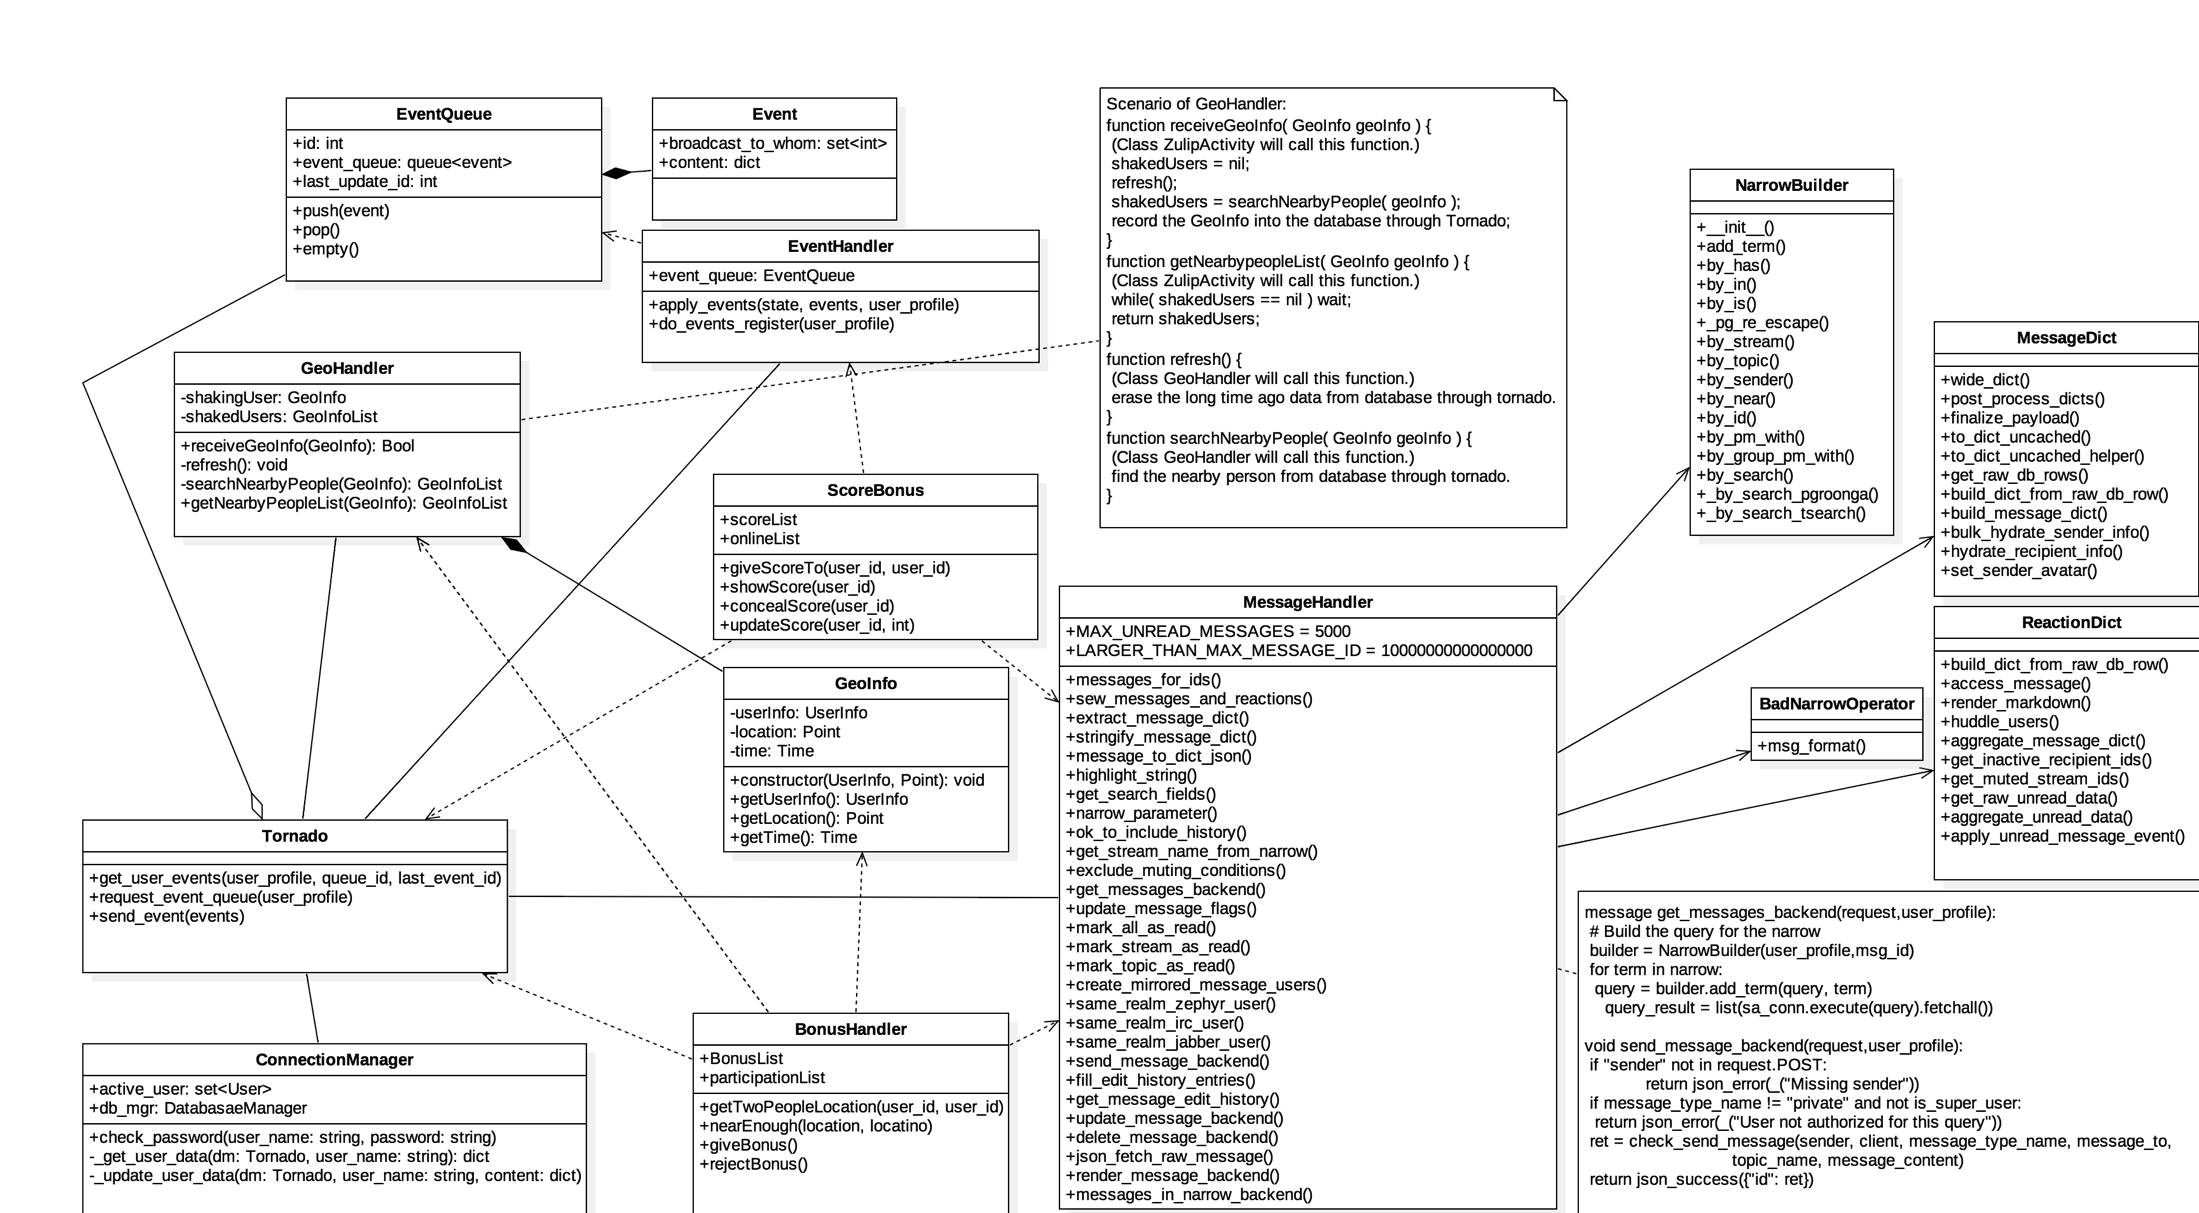 EventQueue
+id: int
+event_queue: queue<event>
+last_update_id: int
+push(event)
+pop()
+empty()
Event
+broadcast_to_whom: set<int>
+content: dict
EventHandler
+event_queue: EventQueue
+apply_events(state, events, user_profile)
+do_events_register(user_profile)
Scenario of GeoHandler:
function receiveGeoInfo( GeoInfo geoInfo ) {
(Class ZulipActivity will call this function.)
shakedUsers = nil;
refresh();
shakedUsers = searchNearbyPeople( geoInfo );
record the GeoInfo into the database through Tornado;
}
function getNearbypeopleList( GeoInfo geoInfo ) {
(Class ZulipActivity will call this function.)
while( shakedUsers == nil ) wait;
return shakedUsers;
}
function refresh() {
(Class GeoHandler will call this function.)
erase the long time ago data from database through tornado.
}
function searchNearbyPeople( GeoInfo geoInfo ) {
(Class GeoHandler will call this function.)
find the nearby person from database through tornado.
}
NarrowBuilder
+__init__()
+add_term()
+by_has()
+by_in()
+by_is()
+_pg_re_escape()
+by_stream()
+by_topic()
+by_sender()
+by_near()
+by_id()
+by_pm_with()
+by_group_pm_with()
+by_search()
+_by_search_pgroonga()
+_by_search_tsearch()
MessageDict
+wide_dict()
+post_process_dicts()
+finalize_payload()
+to_dict_uncached()
+to_dict_uncached_helper()
+get_raw_db_rows()
+build_dict_from_raw_db_row()
+build_message_dict()
+bulk_hydrate_sender_info()
+hydrate_recipient_info()
+set_sender_avatar()
GeoHandler
-shakingUser: GeoInfo
-shakedUsers: GeoInfoList
+receiveGeoInfo(GeoInfo): Bool
-refresh(): void
-searchNearbyPeople(GeoInfo): GeoInfoList
+getNearbyPeopleList(GeoInfo): GeoInfoList
ScoreBonus
+scoreList
+onlineList
+giveScoreTo(user_id, user_id)
+showScore(user_id)
+concealScore(user_id)
+updateScore(user_id, int)
GeoInfo
-userInfo: UserInfo
-location: Point
-time: Time
+constructor(UserInfo, Point): void
+getUserInfo(): UserInfo
+getLocation(): Point
+getTime(): Time
MessageHandler
+MAX_UNREAD_MESSAGES = 5000
+LARGER_THAN_MAX_MESSAGE_ID = 10000000000000000
+messages_for_ids()
+sew_messages_and_reactions()
+extract_message_dict()
+stringify_message_dict()
+message_to_dict_json()
+highlight_string()
+get_search_fields()
+narrow_parameter()
+ok_to_include_history()
+get_stream_name_from_narrow()
+exclude_muting_conditions()
+get_messages_backend()
+update_message_flags()
+mark_all_as_read()
+mark_stream_as_read()
+mark_topic_as_read()
+create_mirrored_message_users()
+same_realm_zephyr_user()
+same_realm_irc_user()
+same_realm_jabber_user()
+send_message_backend()
+fill_edit_history_entries()
+get_message_edit_history()
+update_message_backend()
+delete_message_backend()
+json_fetch_raw_message()
+render_message_backend()
+messages_in_narrow_backend()
BadNarrowOperator
+msg_format()
ReactionDict
+build_dict_from_raw_db_row()
+access_message()
+render_markdown()
+huddle_users()
+aggregate_message_dict()
+get_inactive_recipient_ids()
+get_muted_stream_ids()
+get_raw_unread_data()
+aggregate_unread_data()
+apply_unread_message_event()
Tornado
+get_user_events(user_profile, queue_id, last_event_id)
+request_event_queue(user_profile)
+send_event(events)
ConnectionManager
+active_user: set<User>
+db_mgr: DatabasaeManager
+check_password(user_name: string, password: string)
-_get_user_data(dm: Tornado, user_name: string): dict
-_update_user_data(dm: Tornado, user_name: string, content: dict)
BonusHandler
+BonusList
+participationList
+getTwoPeopleLocation(user_id, user_id)
+nearEnough(location, locatino)
+giveBonus()
+rejectBonus()
message get_messages_backend(request,user_profile):
# Build the query for the narrow
builder = NarrowBuilder(user_profile,msg_id)
for term in narrow:
query = builder.add_term(query, term)
query_result = list(sa_conn.execute(query).fetchall())
void send_message_backend(request,user_profile):
if "sender" not in request.POST:
return json_error(_("Missing sender"))
if message_type_name != "private" and not is_super_user:
return json_error(_("User not authorized for this query"))
ret = check_send_message(sender, client, message_type_name, message_to,
topic_name, message_content)
return json_success({"id": ret})